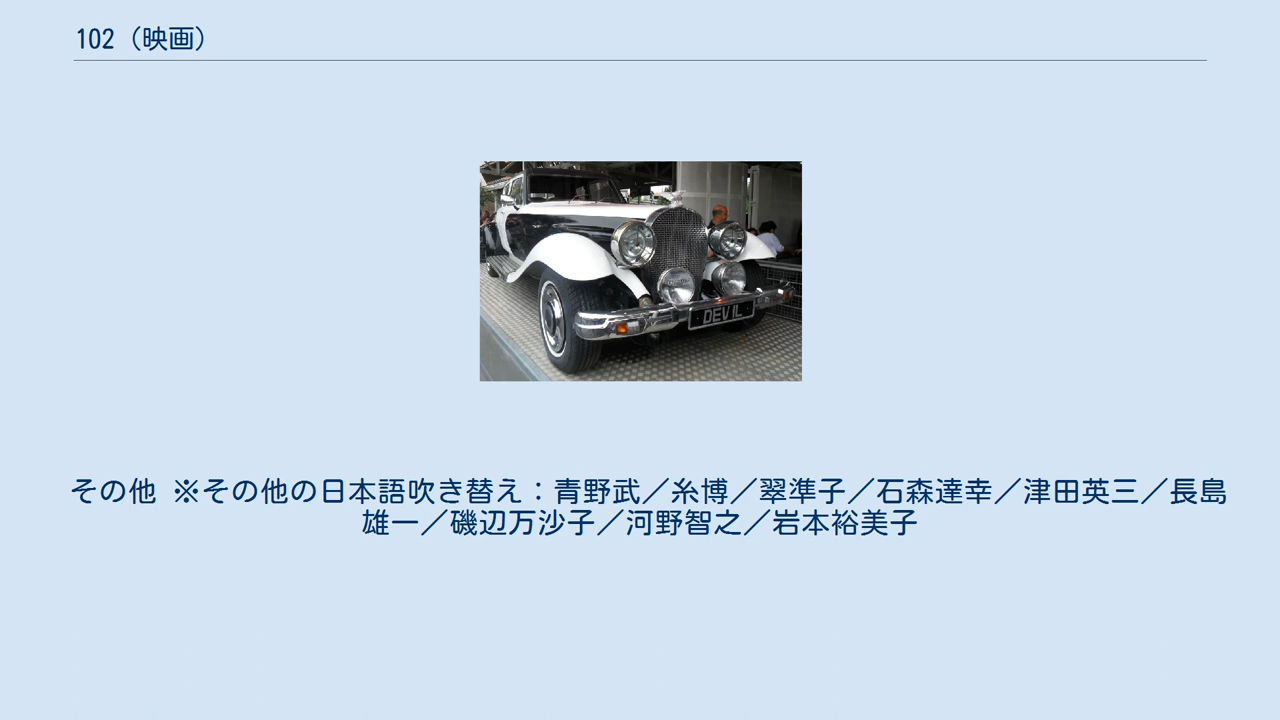 102（映画）
DEV IL
その他 ※その他の日本語吹き替え：青野武／糸博／翠準子／石森達幸／津田英三／長島
雄一／磯辺万沙子／河野智之／岩本裕美子